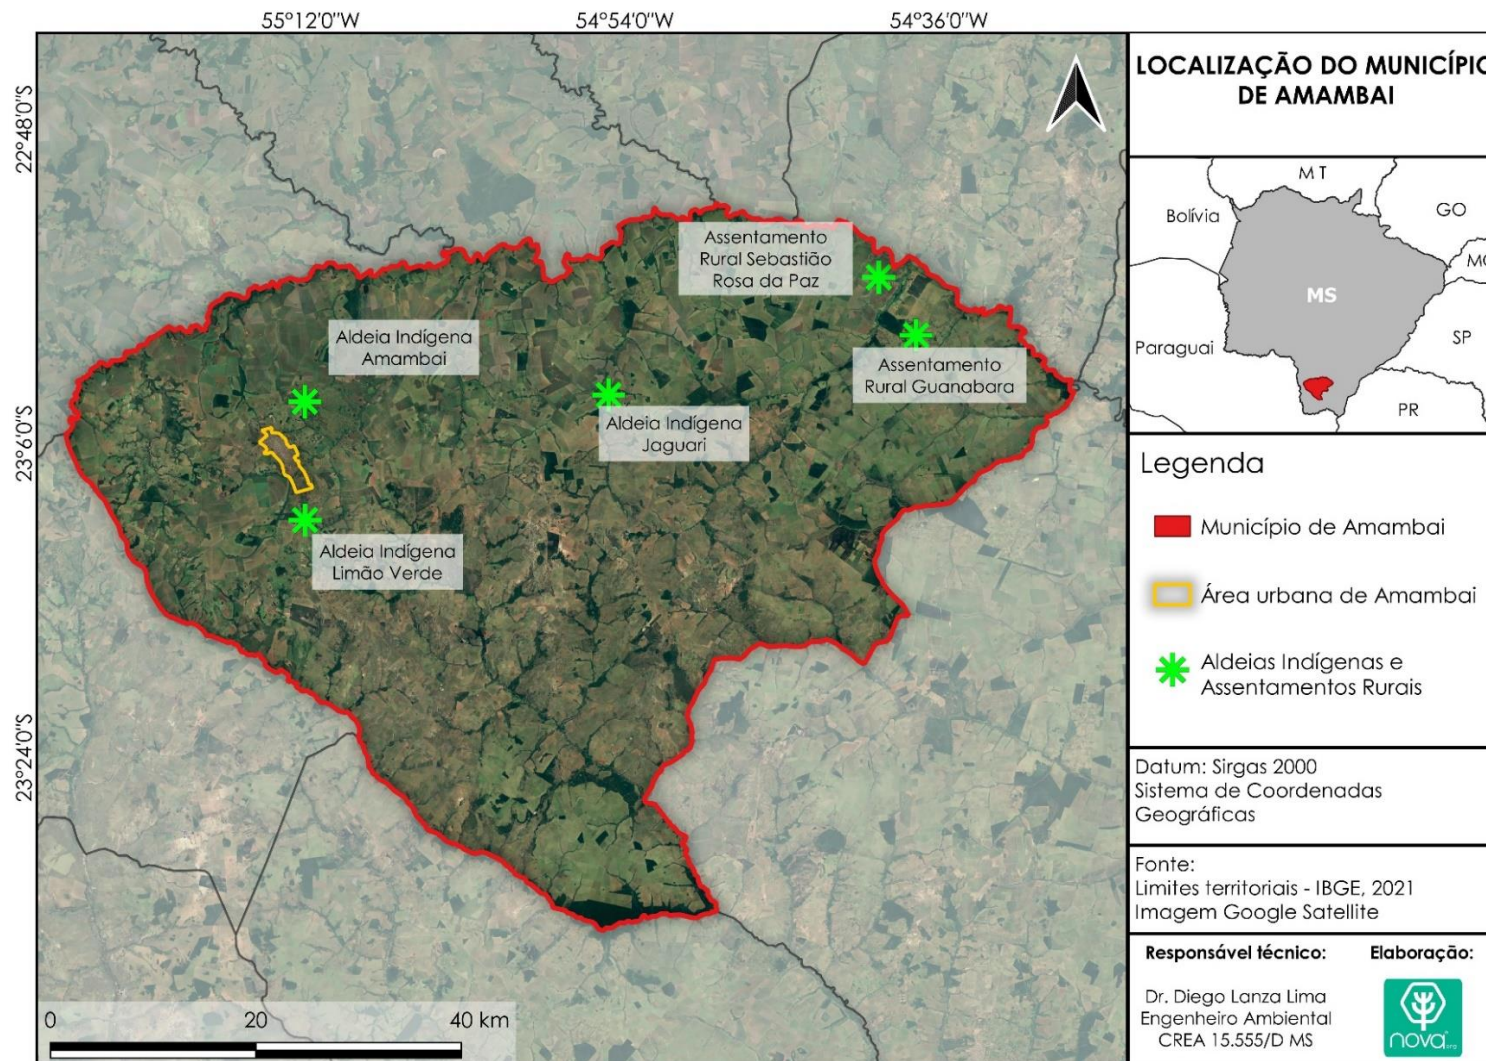 55°12'0"W
54°54'0"W
54°36'0"W
22°48'0"S
23°6'0"S
23°24'0"S
Assentamento
Rural Sebastião
Rosa da Paz
Aldeia Indígena
Amambai
Assentamento
Rural Guanabara
Aldeia Indígena
Jaguari
Aldeia Indígena
Limão Verde
0 20 40 km
LOCALIZAÇÃO DO MUNICÍPIO
DE AMAMBAI
MT
Bolívia
GO
MG
MS
SP
Paraguai
PR
Legenda
Município de Amambai
Área urbana de Amambai
Aldeias Indígenas e
Assentamentos Rurais
Datum: Sirgas 2000
Sistema de Coordenadas
Geográficas
Fonte:
Limites territoriais - IBGE, 2021
Imagem Google Satellite
Responsável técnico:
Elaboração:
Dr. Diego Lanza Lima
Engenheiro Ambiental
CREA 15.555/D MS
nova